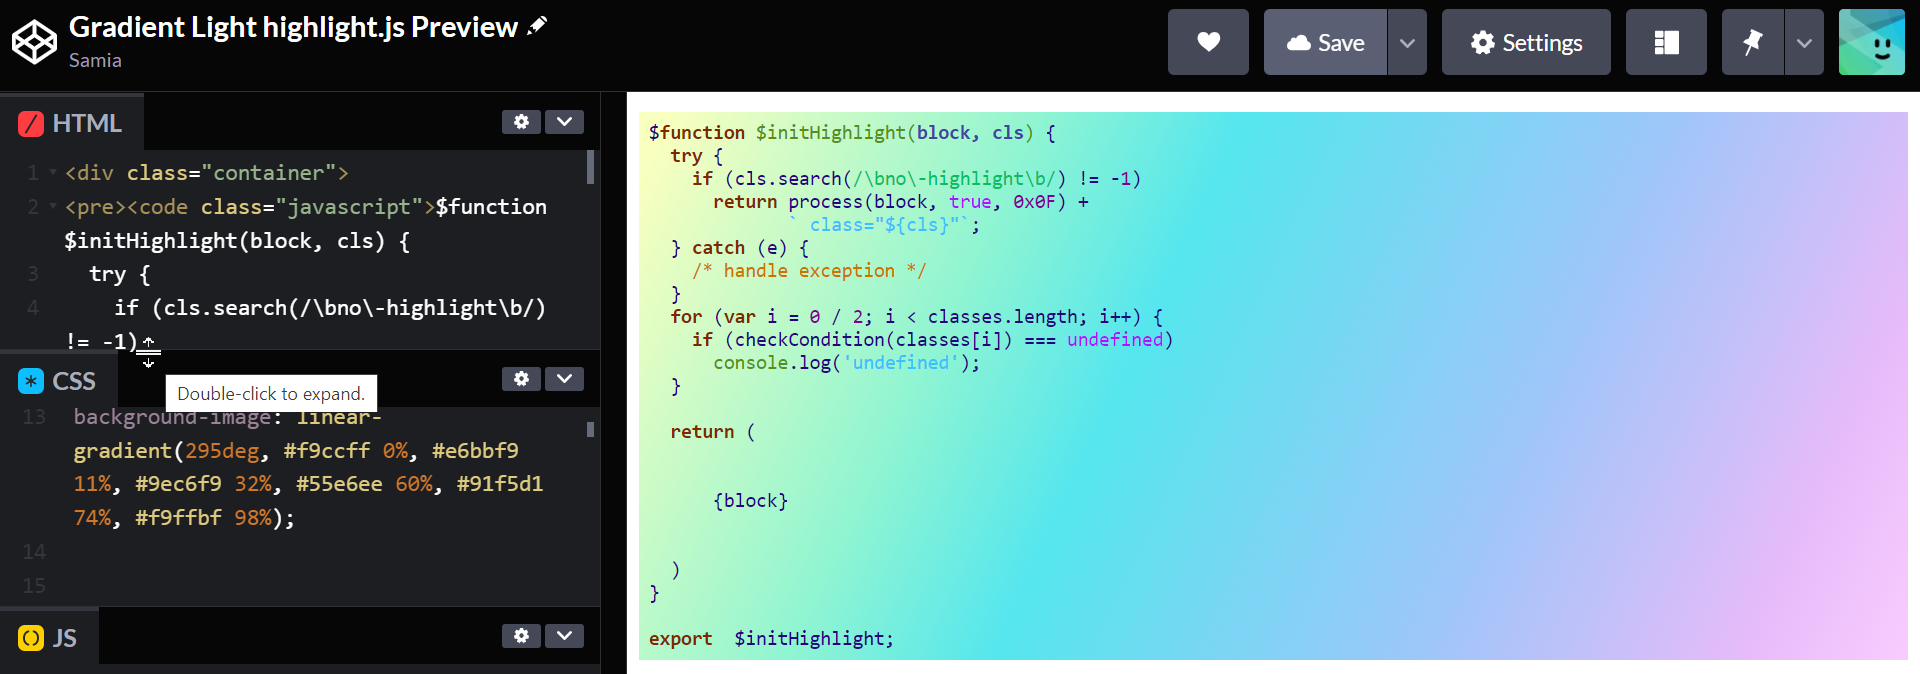 Gradient Light highlight.js Preview
Samia
Save
Settings
HTML
1 <div class="container">
2 <pre><code class="javascript">$function
$initHighlight(block, cls) {
3 try {
4 if (cls.search(/\bno\-highlight\b/)
!= -1)
CSS
Double-click to expand.
13 background-image: linear-
gradient(295deg, #f9ccff 0%, #e6bbf9
11%, #9ec6f9 32%, #55e6ee 60%, #91f5d1
74%, #f9ffbf 98%);
14
15
JS
$function $initHighlight(block, cls) {
try {
if (cls.search(/\bno\-highlight\b/) != -1)
return process(block, true, 0x0F) +
` class="${cls}"`;
} catch (e) {
/* handle exception */
}
for (var i = 0 / 2; i < classes.length; i++) {
if (checkCondition(classes[i]) === undefined)
console.log('undefined');
}
return (
{block}
)
}
export $initHighlight;